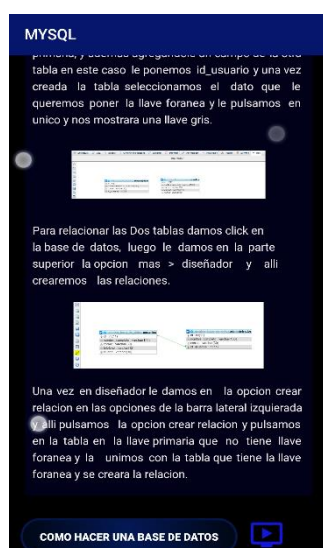 MYSQL
primaria, y ademas agregandole un campo de la otra
tabla en este caso le ponemos id_usuario y una vez
creada la tabla seleccionamos el dato que le
queremos poner la llave foranea y le pulsamos en
unico y nos mostrara una llave gris.
Para relacionar las Dos tablas damos click en
la base de datos, luego le damos en la parte
superior la opcion mas > diseñador y alli
crearemos las relaciones.
Una vez en diseñador le damos en la opcion crear
relacion en las opciones de la barra lateral izquierada
y alli pulsamos la opcion crear relacion y pulsamos
en la tabla en la llave primaria que no tiene llave
foranea y la unimos con la tabla que tiene la llave
foranea y se creara la relacion.
COMO HACER UNA BASE DE DATOS